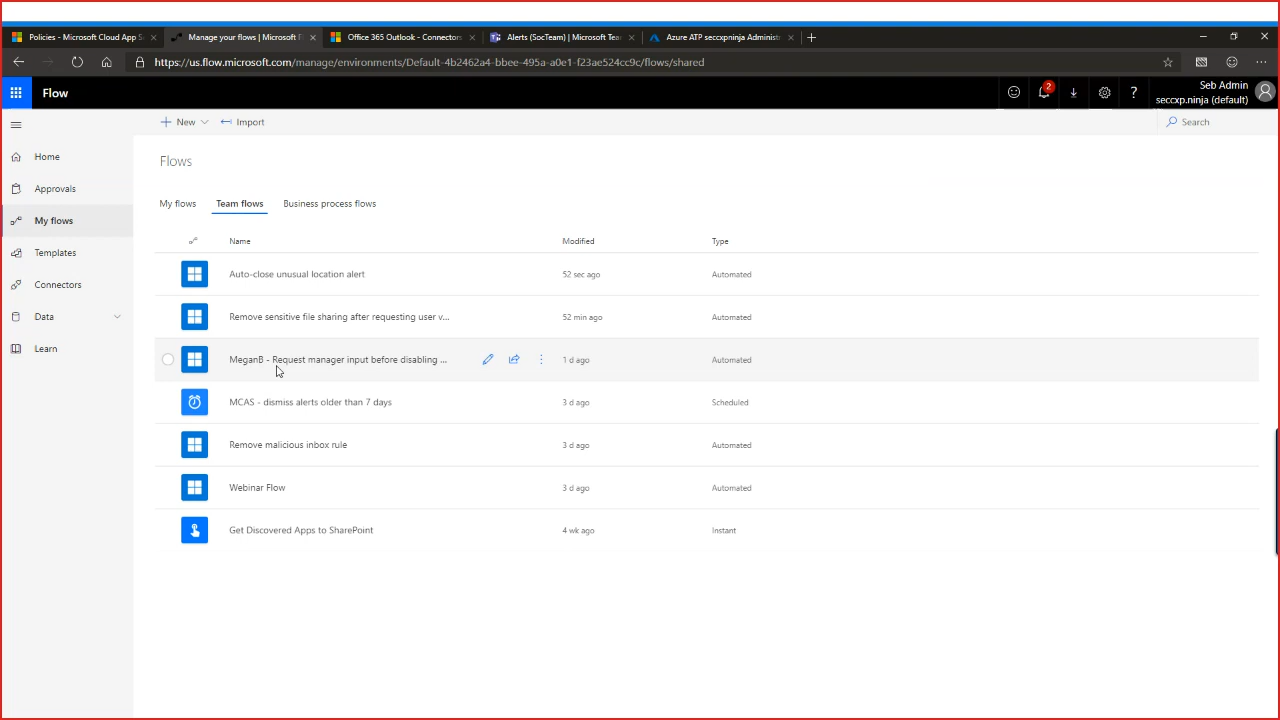 Policies - Microsoft Cloud App S
Manage your flows | Microsoft F
Office 365 Outlook - Connectors
Alerts (SocTeam) | Microsoft Tea
Azure ATP seccxpninja Administr
https://us.flow.microsoft.com/manage/environments/Default-4b2462a4-bbee-495a-a0e1-f23ae524cc9c/flows/shared
Flow
2
?
Seb Admin
seccxp.ninja (default)
New
Import
Search
Home
Approvals
My flows
Templates
Connectors
Data
Learn
Flows
My flows
Team flows
Business process flows
Name
Modified
Type
Auto-close unusual location alert
52 sec ago
Automated
Remove sensitive file sharing after requesting user v...
52 min ago
Automated
MeganB - Request manager input before disabling ...
1 d ago
Automated
MCAS - dismiss alerts older than 7 days
3 d ago
Scheduled
Remove malicious inbox rule
3 d ago
Automated
Webinar Flow
3 d ago
Automated
Get Discovered Apps to SharePoint
4 wk ago
Instant